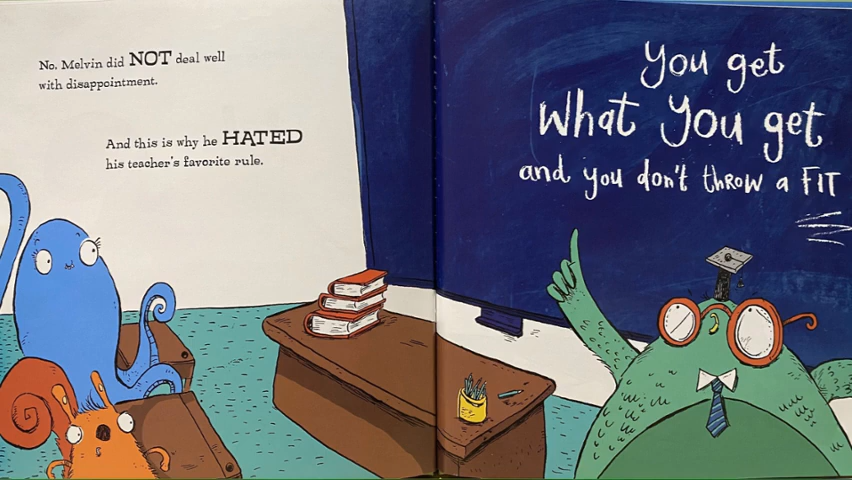 No. Melvin did NOT deal well
with disappointment.
And this is why he HATED
his teacher's favorite rule.
You get
What You get
and you don't thROW a FIT